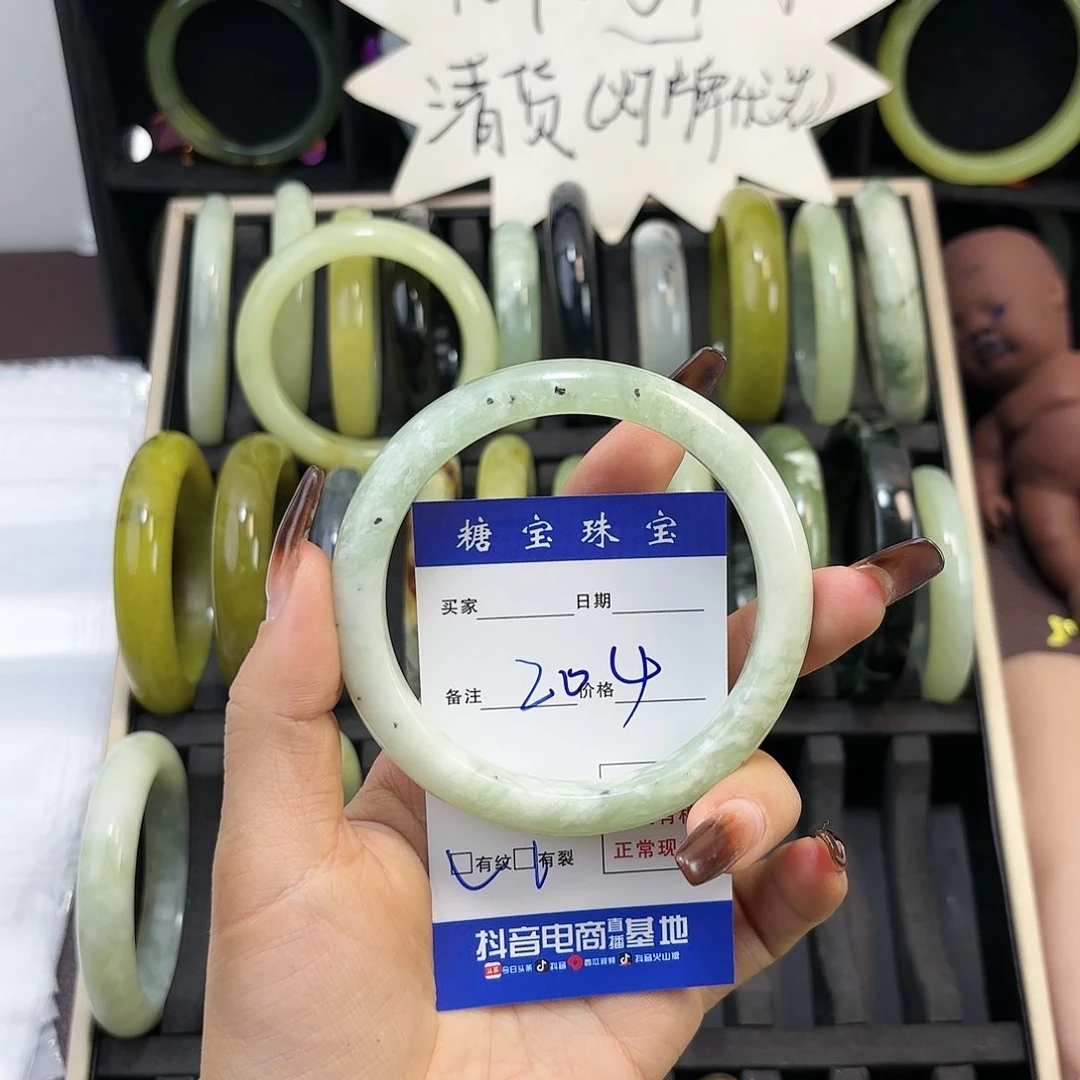 清货(闪牌优选)
糖宝珠宝
买家 日期
备注 204 价格
有纹 有裂
正常现
抖音电商直播基地
今日头条 抖音 西瓜视频 抖音火山版